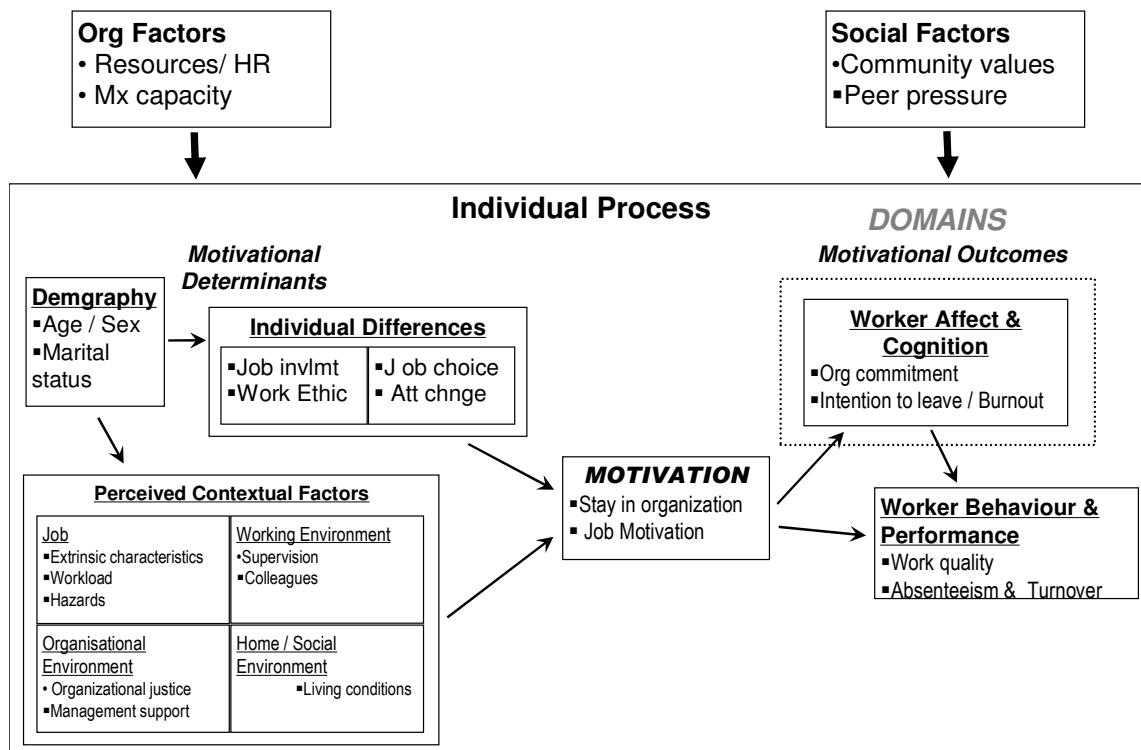 Org Factors
• Resources/ HR
• Mx capacity
Social Factors
•Community values
▪Peer pressure
Individual Process
DOMAINS
Motivational
Determinants
Motivational Outcomes
Demgraphy
▪Age / Sex
▪Marital
status
Individual Differences
▪Job invlmt
▪Work Ethic
▪J ob choice
▪ Att chnge
Worker Affect &
Cognition
▪Org commitment
▪Intention to leave / Burnout
Perceived Contextual Factors
Job
▪Extrinsic characteristics
▪Workload
▪Hazards
Working Environment
•Supervision
▪Colleagues
Organisational
Environment
• Organizational justice
▪Management support
Home / Social
Environment
▪Living conditions
MOTIVATION
▪Stay in organization
▪ Job Motivation
Worker Behaviour &
Performance
▪Work quality
▪Absenteeism & Turnover